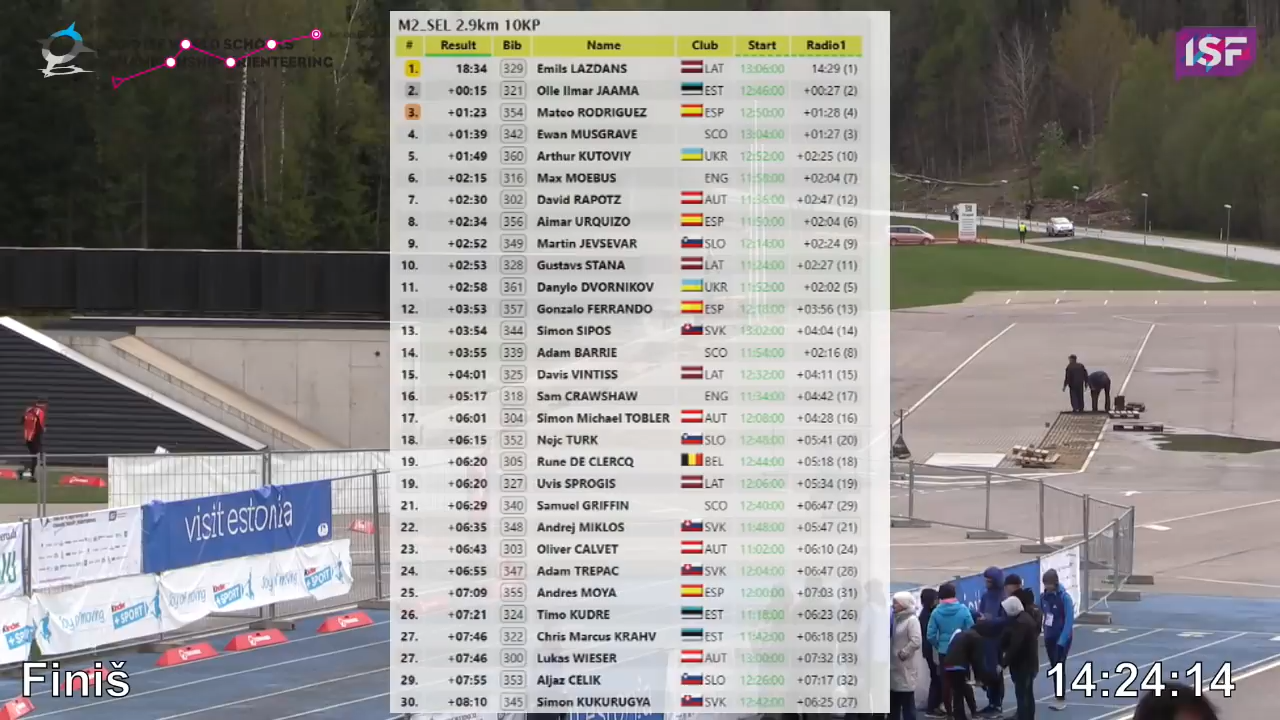 M2_SEL 2.9km 10KP
# Result Bib Name Club Start Radio1
1. 18:34 329 Emils LAZDANS LAT 13:06:00 14:29 (1)
2. +00:15 321 Olle Ilmar JAAMA EST 12:46:00 +00:27 (2)
3. +01:23 354 Mateo RODRIGUEZ ESP 12:50:00 +01:28 (4)
4. +01:39 342 Ewan MUSGRAVE SCO 13:04:00 +01:27 (3)
5. +01:49 360 Arthur KUTOVIY UKR 12:52:00 +02:25 (10)
6. +02:15 316 Max MOEBUS ENG 11:58:00 +02:04 (7)
7. +02:30 302 David RAPOTZ AUT 11:36:00 +02:47 (12)
8. +02:34 356 Aimar URQUIZO ESP 11:50:00 +02:04 (6)
9. +02:52 349 Martin JEVSEVAR SLO 12:14:00 +02:24 (9)
10. +02:53 328 Gustavs STANA LAT 11:24:00 +02:27 (11)
11. +02:58 361 Danylo DVORNIKOV UKR 11:52:00 +02:02 (5)
12. +03:53 357 Gonzalo FERRANDO ESP 12:18:00 +03:56 (13)
13. +03:54 344 Simon SIPOS SVK 13:02:00 +04:04 (14)
14. +03:55 339 Adam BARRIE SCO 11:54:00 +02:16 (8)
15. +04:01 325 Davis VINTISS LAT 12:32:00 +04:11 (15)
16. +05:17 318 Sam CRAWSHAW ENG 11:34:00 +04:42 (17)
17. +06:01 304 Simon Michael TOBLER AUT 12:08:00 +04:28 (16)
18. +06:15 352 Nejc TURK SLO 12:48:00 +05:41 (20)
19. +06:20 305 Rune DE CLERCQ BEL 12:44:00 +05:18 (18)
19. +06:20 327 Uvis SPROGIS LAT 12:06:00 +05:34 (19)
21. +06:29 340 Samuel GRIFFIN SCO 12:40:00 +06:47 (29)
22. +06:35 348 Andrej MIKLOS SVK 11:48:00 +05:47 (21)
23. +06:43 303 Oliver CALVET AUT 11:02:00 +06:10 (24)
24. +06:55 347 Adam TREPAC SVK 12:04:00 +06:47 (28)
25. +07:09 355 Andres MOYA ESP 12:00:00 +07:03 (31)
26. +07:21 324 Timo KUDRE EST 11:18:00 +06:23 (26)
27. +07:46 322 Chris Marcus KRAHV EST 11:42:00 +06:18 (25)
27. +07:46 300 Lukas WIESER AUT 13:00:00 +07:32 (33)
29. +07:55 353 Aljaz CELIK SLO 12:26:00 +07:17 (32)
30. +08:10 345 Simon KUKURUGYA SVK 12:42:00 +06:25 (27)
ISF
visit estonia
Kinder +SPORT joy of moving Kinder +SPORT joy of moving Kinder +SPORT
Finiš
14:24:14